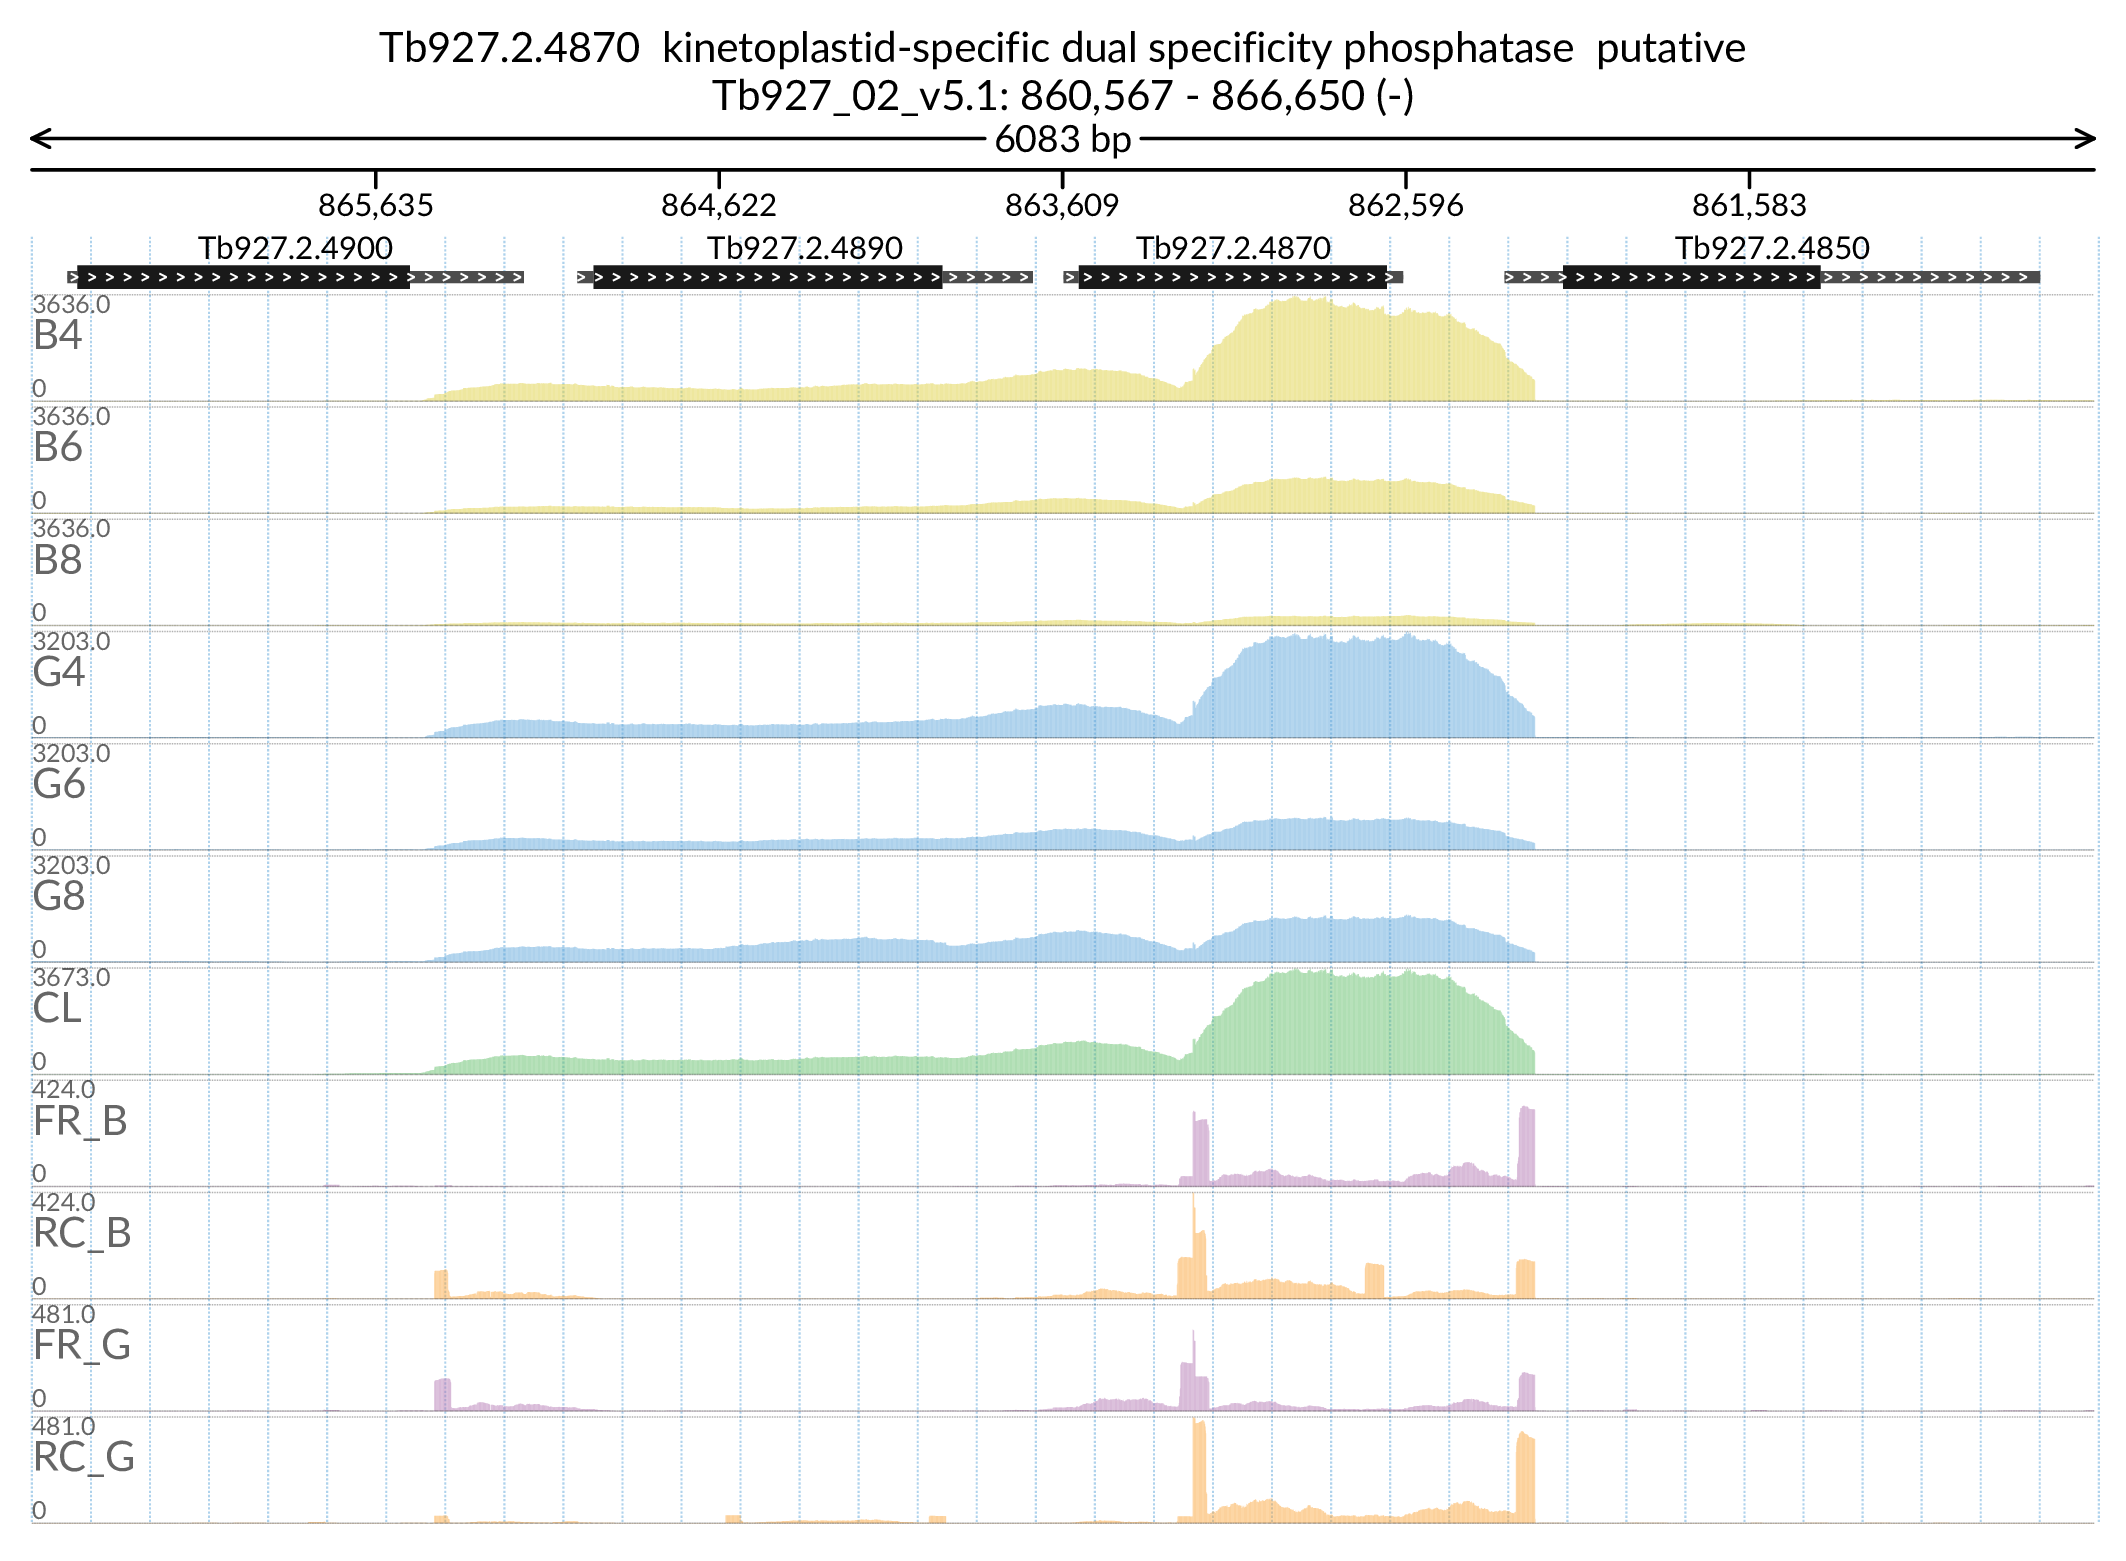 Tb927.2.4870  kinetoplastid-specific dual specificity phosphatase  putative
Tb927_02_v5.1: 860,567 - 866,650 (-)
6083 bp
865,635 864,622 863,609 862,596 861,583
Tb927.2.4900 Tb927.2.4890 Tb927.2.4870 Tb927.2.4850
3636.0
B4
0
3636.0
B6
0
3636.0
B8
0
3203.0
G4
0
3203.0
G6
0
3203.0
G8
0
3673.0
CL
0
424.0
FR_B
0
424.0
RC_B
0
481.0
FR_G
0
481.0
RC_G
0